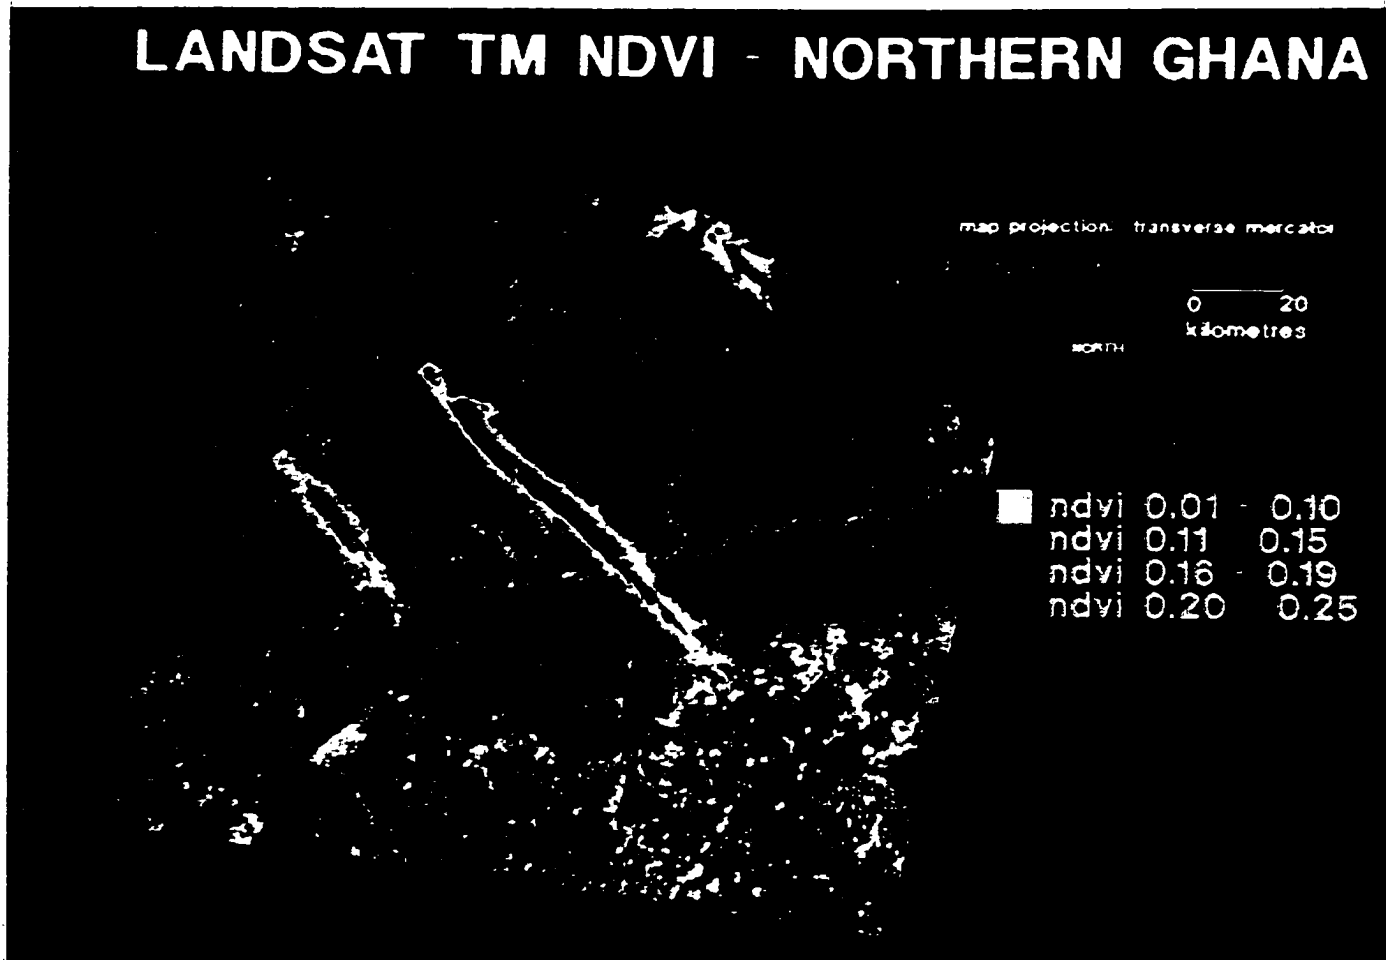 LANDSAT TM NDVI - NORTHERN GHANA
map projection: transverse mercator
0 20
kilometres
NORTH
ndvi 0.01 - 0.10
ndvi 0.11 0.15
ndvi 0.16 - 0.19
ndvi 0.20 0.25